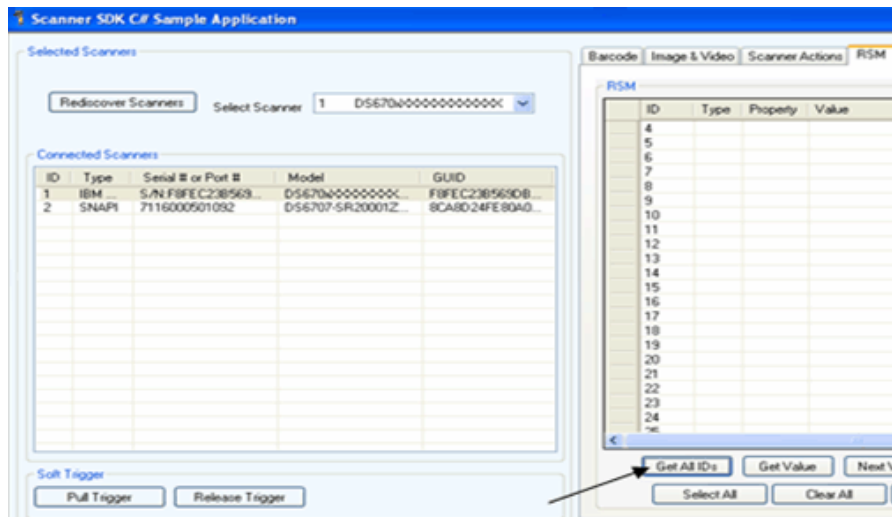 Scanner SDK C# Sample Application
Selected Scanners
Rediscover Scanners Select Scanner 1
Connected Scanners
ID Type Serial # or Port # Model GUID
1 IBM ... S/N:F8FEC23B569... F8FEC23B569DB...
2 SNAPI 7116000501092 DS6707-SR20001Z... 8CA8D24FE80A0...
Soft Trigger
Pull Trigger Release Trigger
Barcode Image & Video Scanner Actions RSM
RSM
ID Type Property Value
4
5
6
7
8
9
10
11
12
13
14
15
16
17
18
19
20
21
22
23
24
Get All IDs Get Value Next
Select All Clear All